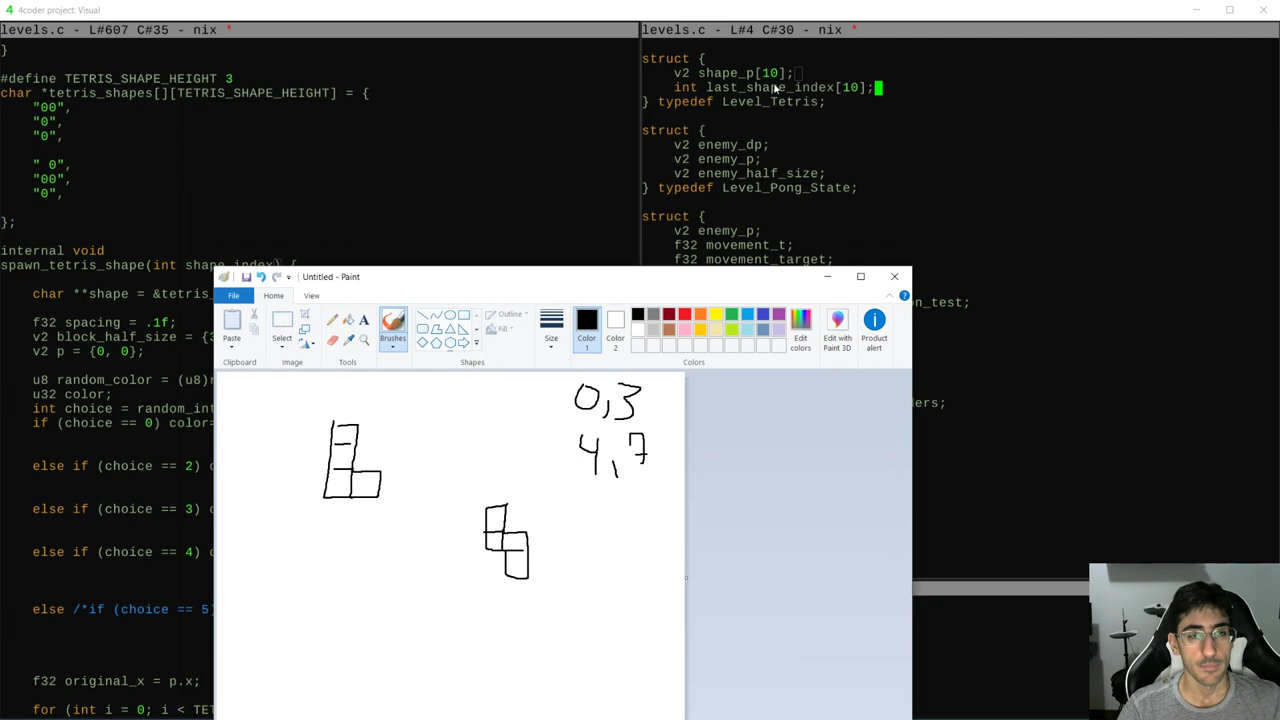 4coder project: Visual
levels.c - L#607 C#35 - nix *
}
#define TETRIS_SHAPE_HEIGHT 3
char *tetris_shapes[][TETRIS_SHAPE_HEIGHT] = {
"00",
"0",
"0",
" 0",
"00",
"0",
};
internal void
spawn_tetris_shape(int shape_index) {
char **shape = &tetris_
f32 spacing = .1f;
v2 block_half_size = {3
v2 p = {0, 0};
u8 random_color = (u8)r
u32 color;
int choice = random_int
if (choice == 0) color=
else if (choice == 2)
else if (choice == 3)
else if (choice == 4)
else /*if (choice == 5)
f32 original_x = p.x;
for (int i = 0; i < TET
levels.c - L#4 C#30 - nix *
struct {
v2 shape_p[10];
int last_shape_index[10];
} typedef Level_Tetris;
struct {
v2 enemy_dp;
v2 enemy_p;
v2 enemy_half_size;
} typedef Level_Pong_State;
struct {
v2 enemy_p;
f32 movement_t;
f32 movement_target;
ion_test;
ders;
Untitled - Paint
File Home View
Paste
Clipboard
Select
Image
Tools
Brushes
Outline
Fill
Shapes
Size
Color 1
Color 2
Colors
Edit colors
Edit with Paint 3D
Product alert
0,3
4,7